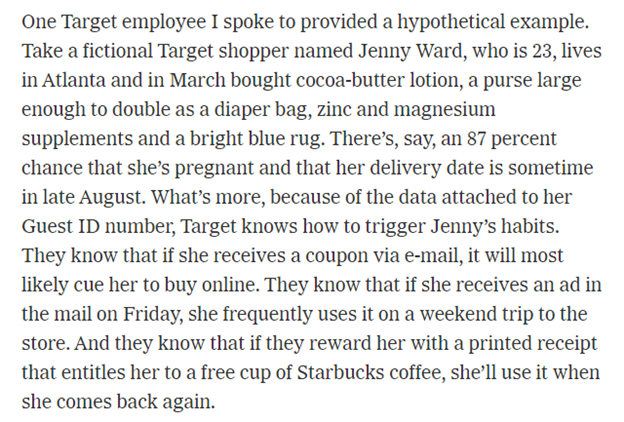 One Target employee I spoke to provided a hypothetical example.
Take a fictional Target shopper named Jenny Ward, who is 23, lives
in Atlanta and in March bought cocoa-butter lotion, a purse large
enough to double as a diaper bag, zinc and magnesium
supplements and a bright blue rug. There’s, say, an 87 percent
chance that she’s pregnant and that her delivery date is sometime
in late August. What’s more, because of the data attached to her
Guest ID number, Target knows how to trigger Jenny’s habits.
They know that if she receives a coupon via e-mail, it will most
likely cue her to buy online. They know that if she receives an ad in
the mail on Friday, she frequently uses it on a weekend trip to the
store. And they know that if they reward her with a printed receipt
that entitles her to a free cup of Starbucks coffee, she’ll use it when
she comes back again.